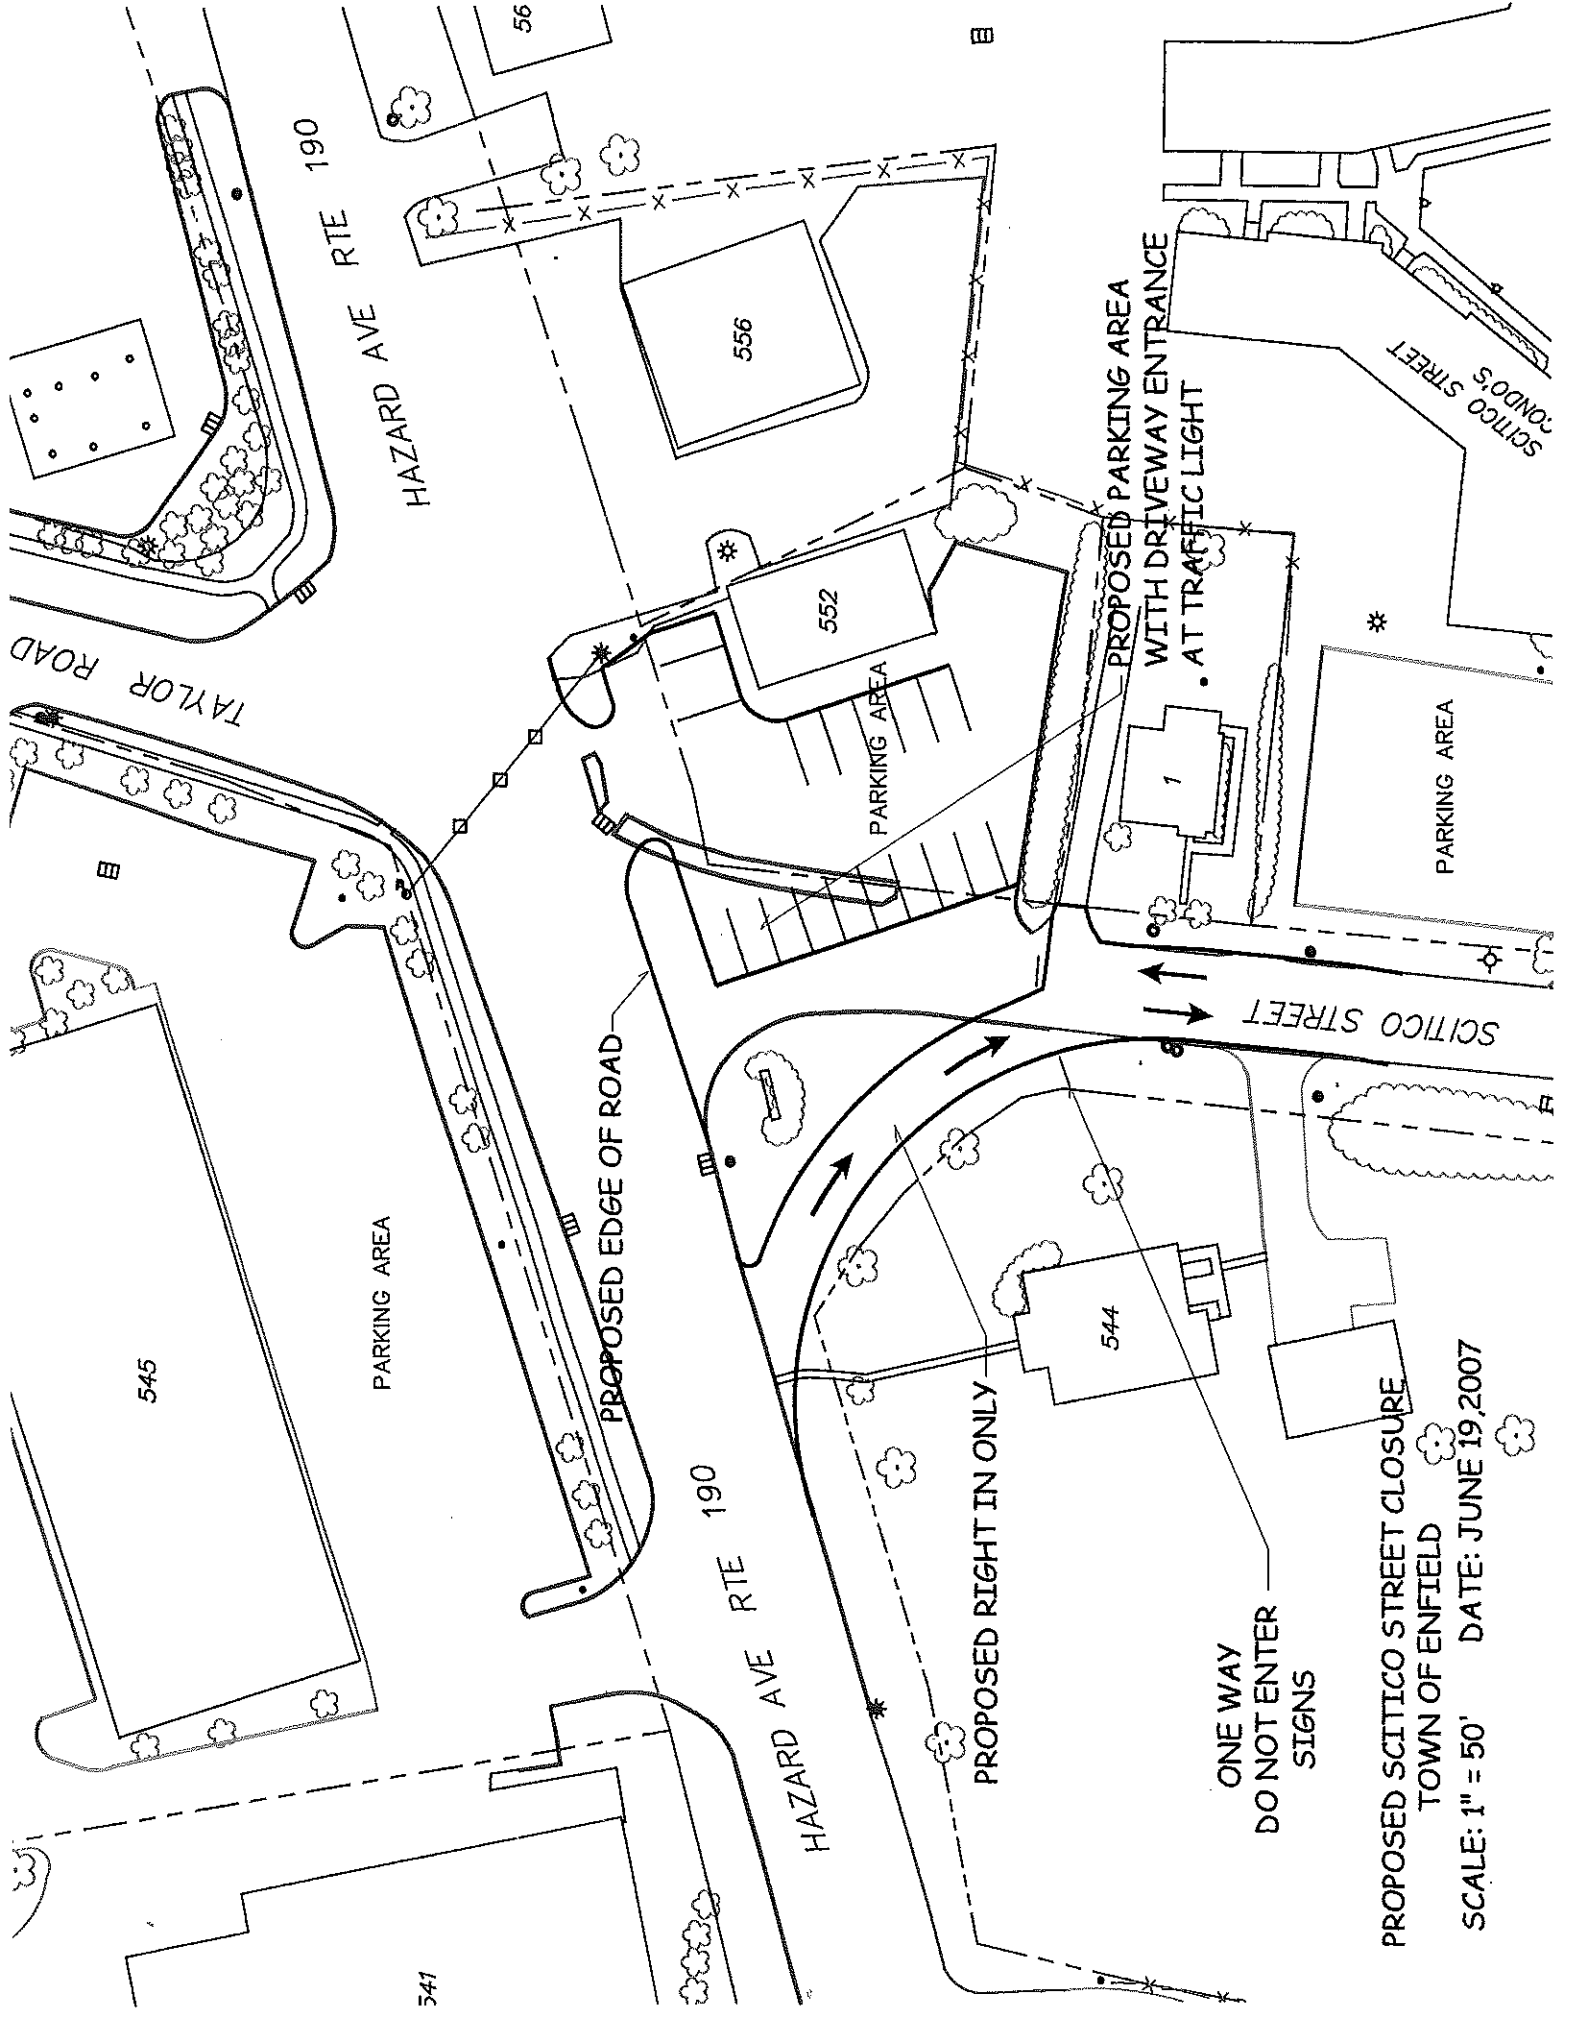 TAYLOR ROAD
HAZARD AVE RTE 190
56
556
552
PARKING AREA
PROPOSED PARKING AREA
WITH DRIVEWAY ENTRANCE
AT TRAFFIC LIGHT
SCITICO STREET
CONDO'S
1
PARKING AREA
SCITICO STREET
545
PARKING AREA
PROPOSED EDGE OF ROAD
HAZARD AVE RTE 190
541
544
PROPOSED RIGHT IN ONLY
ONE WAY
DO NOT ENTER
SIGNS
PROPOSED SCITICO STREET CLOSURE
TOWN OF ENFIELD
SCALE: 1" = 50' DATE: JUNE 19,2007